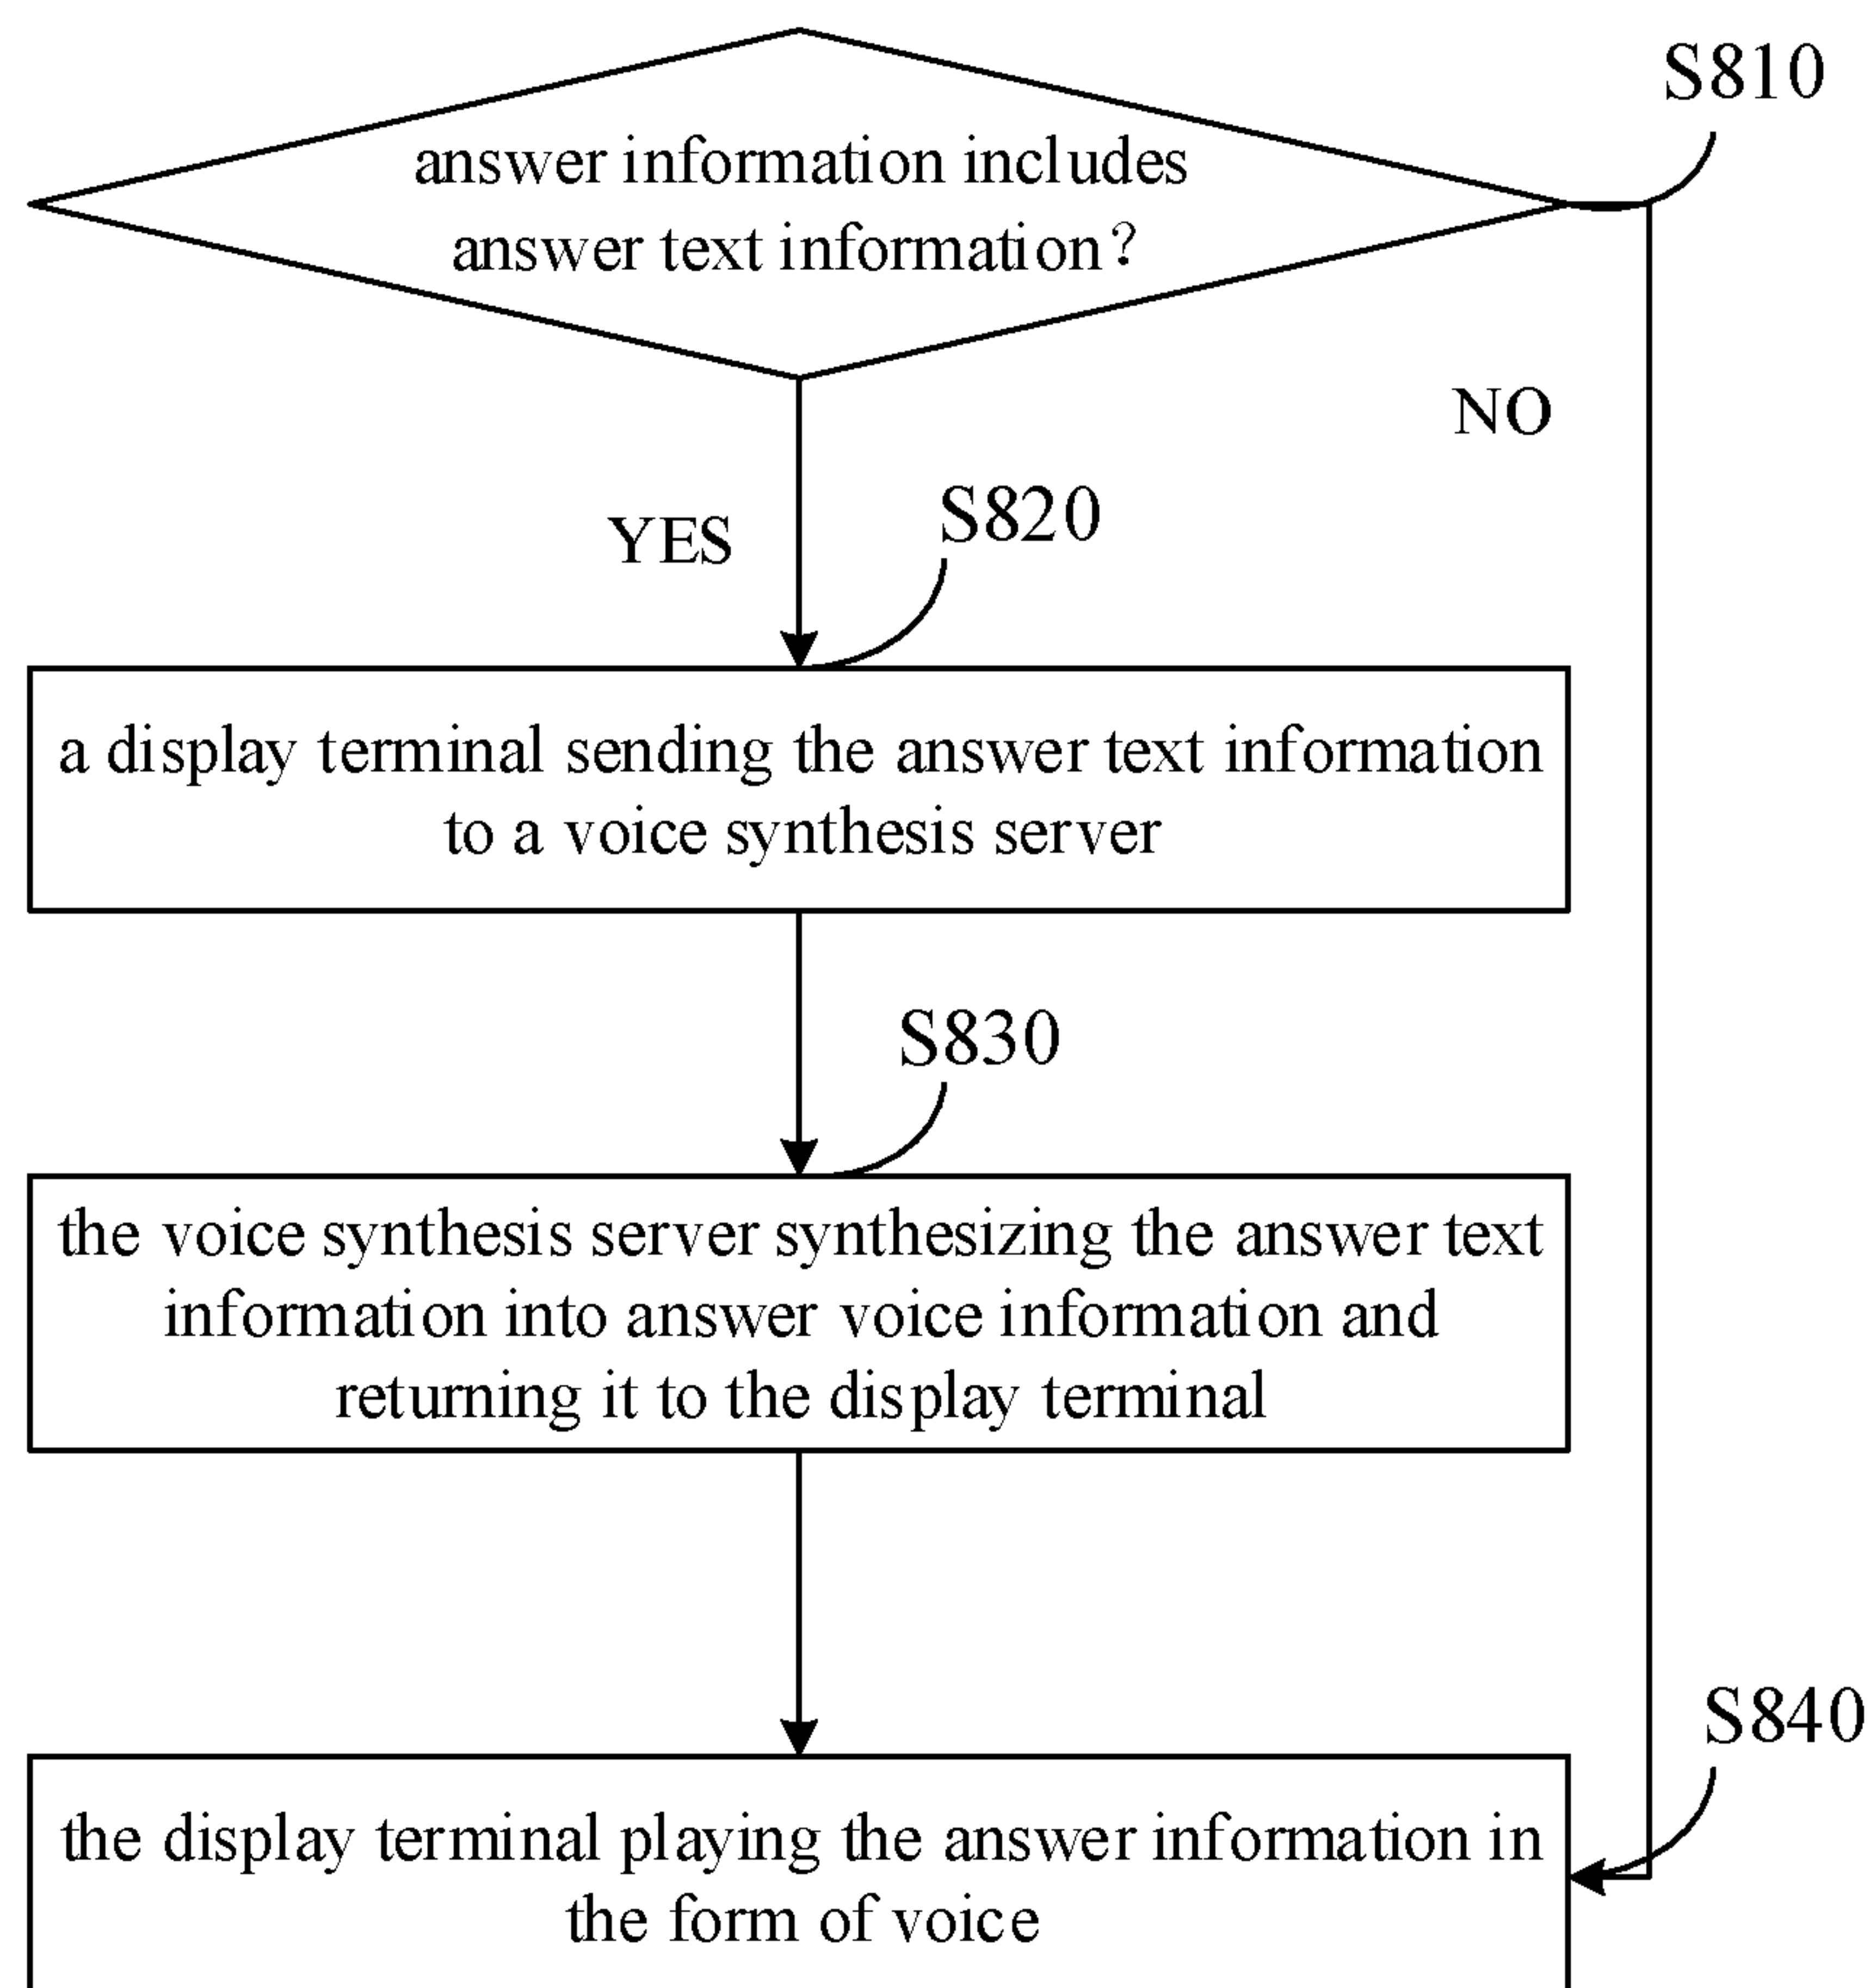 S810
answer information includes
answer text information?
NO
S820
YES
a display terminal sending the answer text information
to a voice synthesis server
S830
the voice synthesis server synthesizing the answer text
information into answer voice information and
returning it to the display terminal
S840
the display terminal playing the answer information in
the form of voice